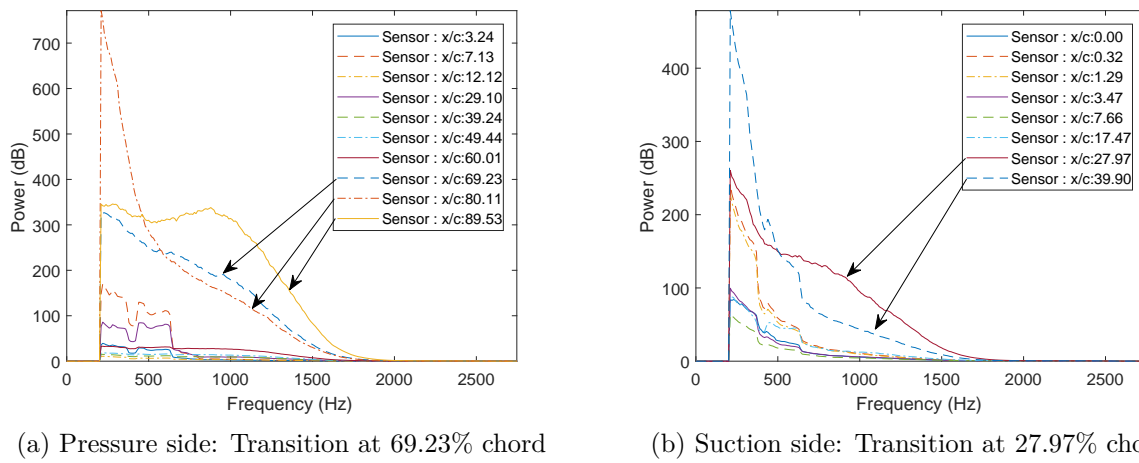 700
600
500
400
300
200
100
0
Power (dB)
0 500 1000 1500 2000 2500
Frequency (Hz)
Sensor : x/c:3.24
Sensor : x/c:7.13
Sensor : x/c:12.12
Sensor : x/c:29.10
Sensor : x/c:39.24
Sensor : x/c:49.44
Sensor : x/c:60.01
Sensor : x/c:69.23
Sensor : x/c:80.11
Sensor : x/c:89.53
(a) Pressure side: Transition at 69.23% chord
400
300
200
100
0
Power (dB)
0 500 1000 1500 2000 2500
Frequency (Hz)
Sensor : x/c:0.00
Sensor : x/c:0.32
Sensor : x/c:1.29
Sensor : x/c:3.47
Sensor : x/c:7.66
Sensor : x/c:17.47
Sensor : x/c:27.97
Sensor : x/c:39.90
(b) Suction side: Transition at 27.97% cho